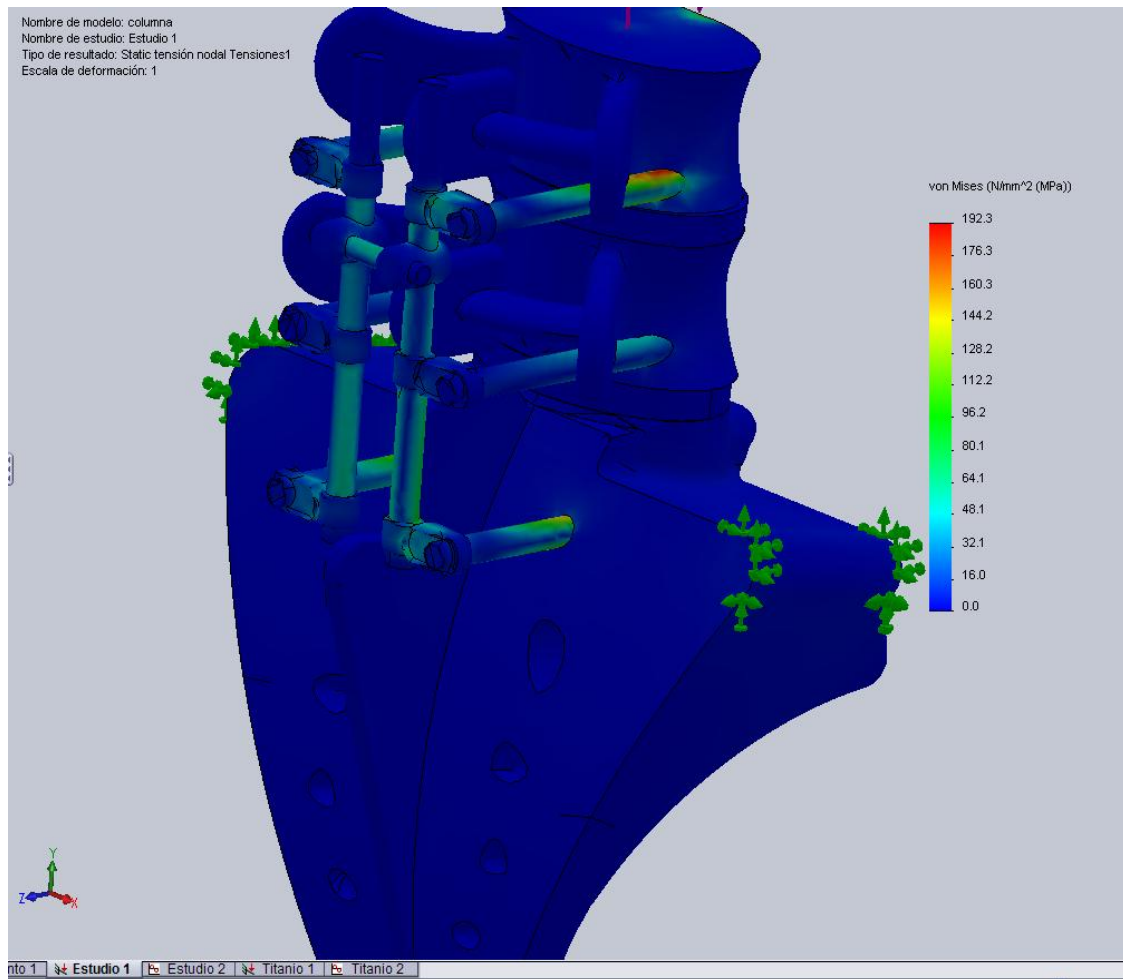 Nombre de modelo: columna
Nombre de estudio: Estudio 1
Tipo de resultado: Static tensión nodal Tensiones1
Escala de deformación: 1
von Mises (N/mm^2 (MPa))
192.3
176.3
160.3
144.2
128.2
112.2
96.2
80.1
64.1
48.1
32.1
16.0
0.0
Y
Z X
nto 1 Estudio 1 Estudio 2 Titanio 1 Titanio 2